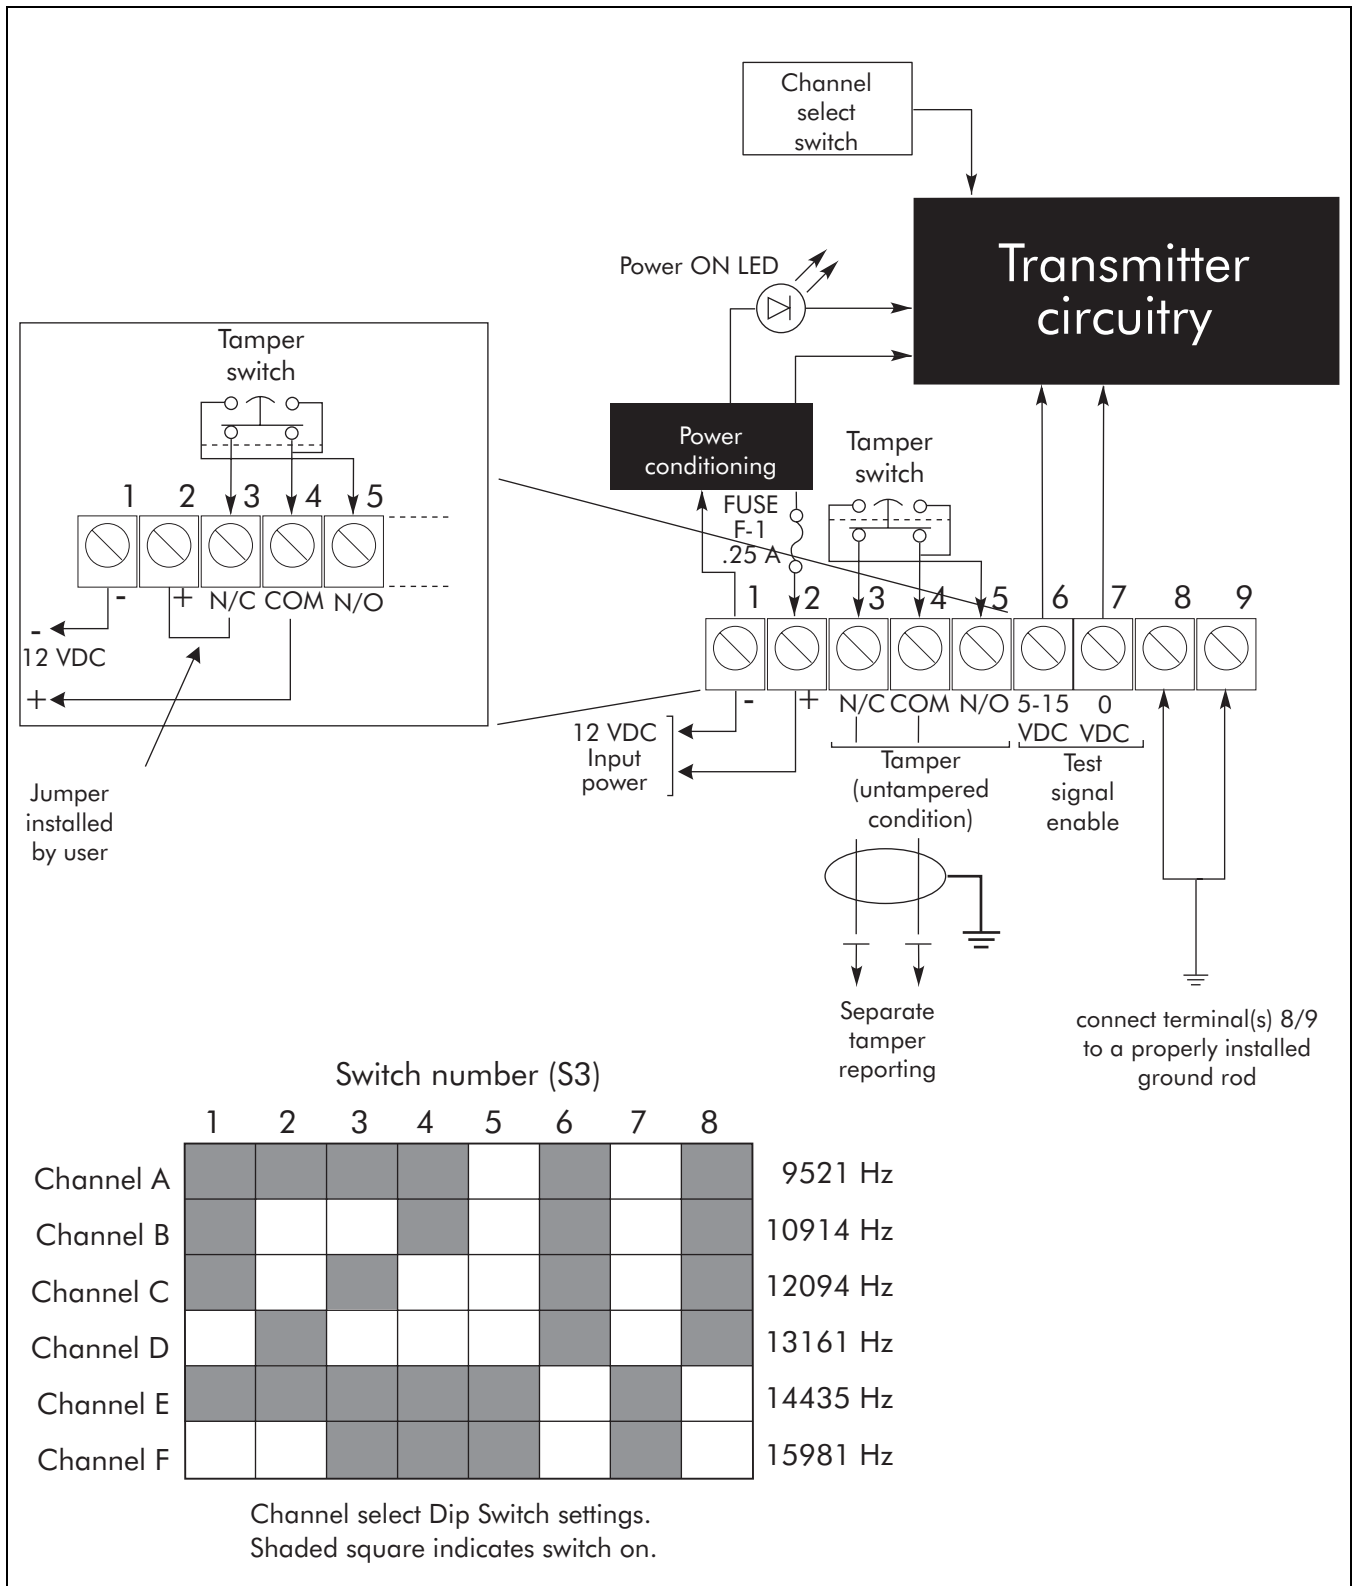 Channel
select
switch
Transmitter
circuitry
Power ON LED
Power
conditioning
FUSE
F-1
.25 A
Tamper
switch
Tamper
switch
1 2 3 4 5
- + N/C COM N/O
-
12 VDC
+
Jumper
installed
by user
1 2 3 4 5 6 7 8 9
- + N/C COM N/O 5-15 VDC 0 VDC
12 VDC
Input
power
Tamper
(untampered
condition)
Test
signal
enable
Separate
tamper
reporting
connect terminal(s) 8/9
to a properly installed
ground rod
Switch number (S3)
1 2 3 4 5 6 7 8
Channel A 9521 Hz
Channel B 10914 Hz
Channel C 12094 Hz
Channel D 13161 Hz
Channel E 14435 Hz
Channel F 15981 Hz
Channel select Dip Switch settings.
Shaded square indicates switch on.